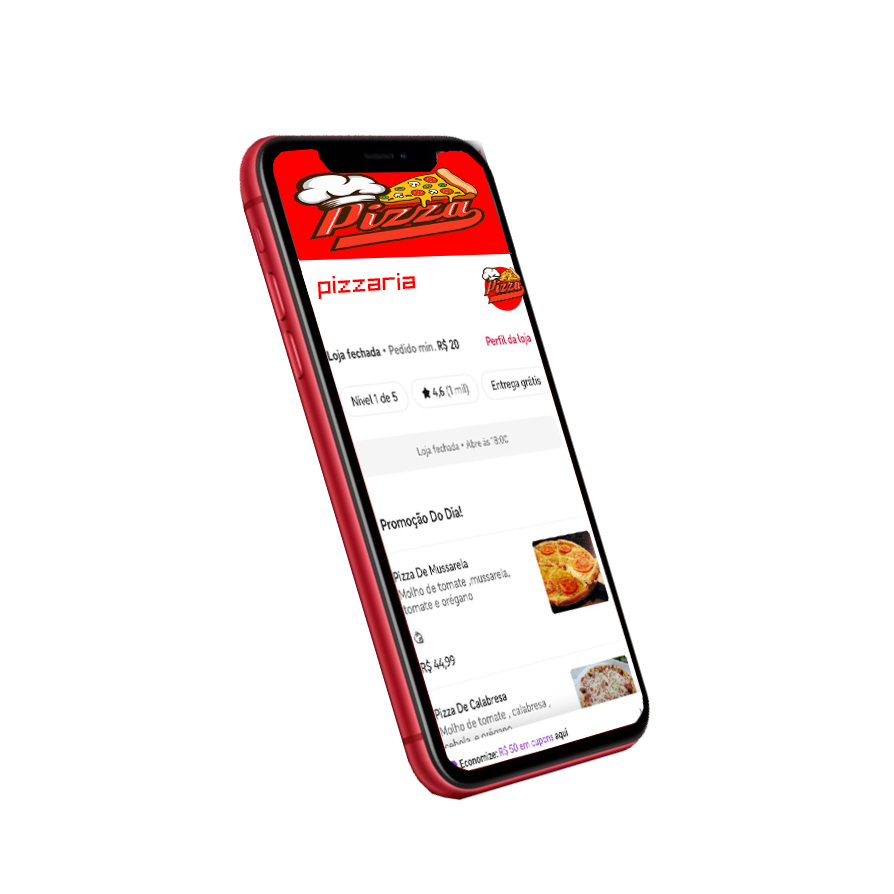 Pizza
pizzaria
Pizza
Loja fechada • Pedido min. R$ 20
Perfil da loja
Nível 1 de 5
4,6 (1 mil)
Entrega grátis
Loja fechada • Abre às 18:00
Promoção Do Dia!
Pizza De Mussarela
Molho de tomate ,mussarela,
tomate e orégano
R$ 44,99
Pizza De Calabresa
Molho de tomate , calabresa ,
cebola e orégano
Economize: R$ 50 em cupons aqui